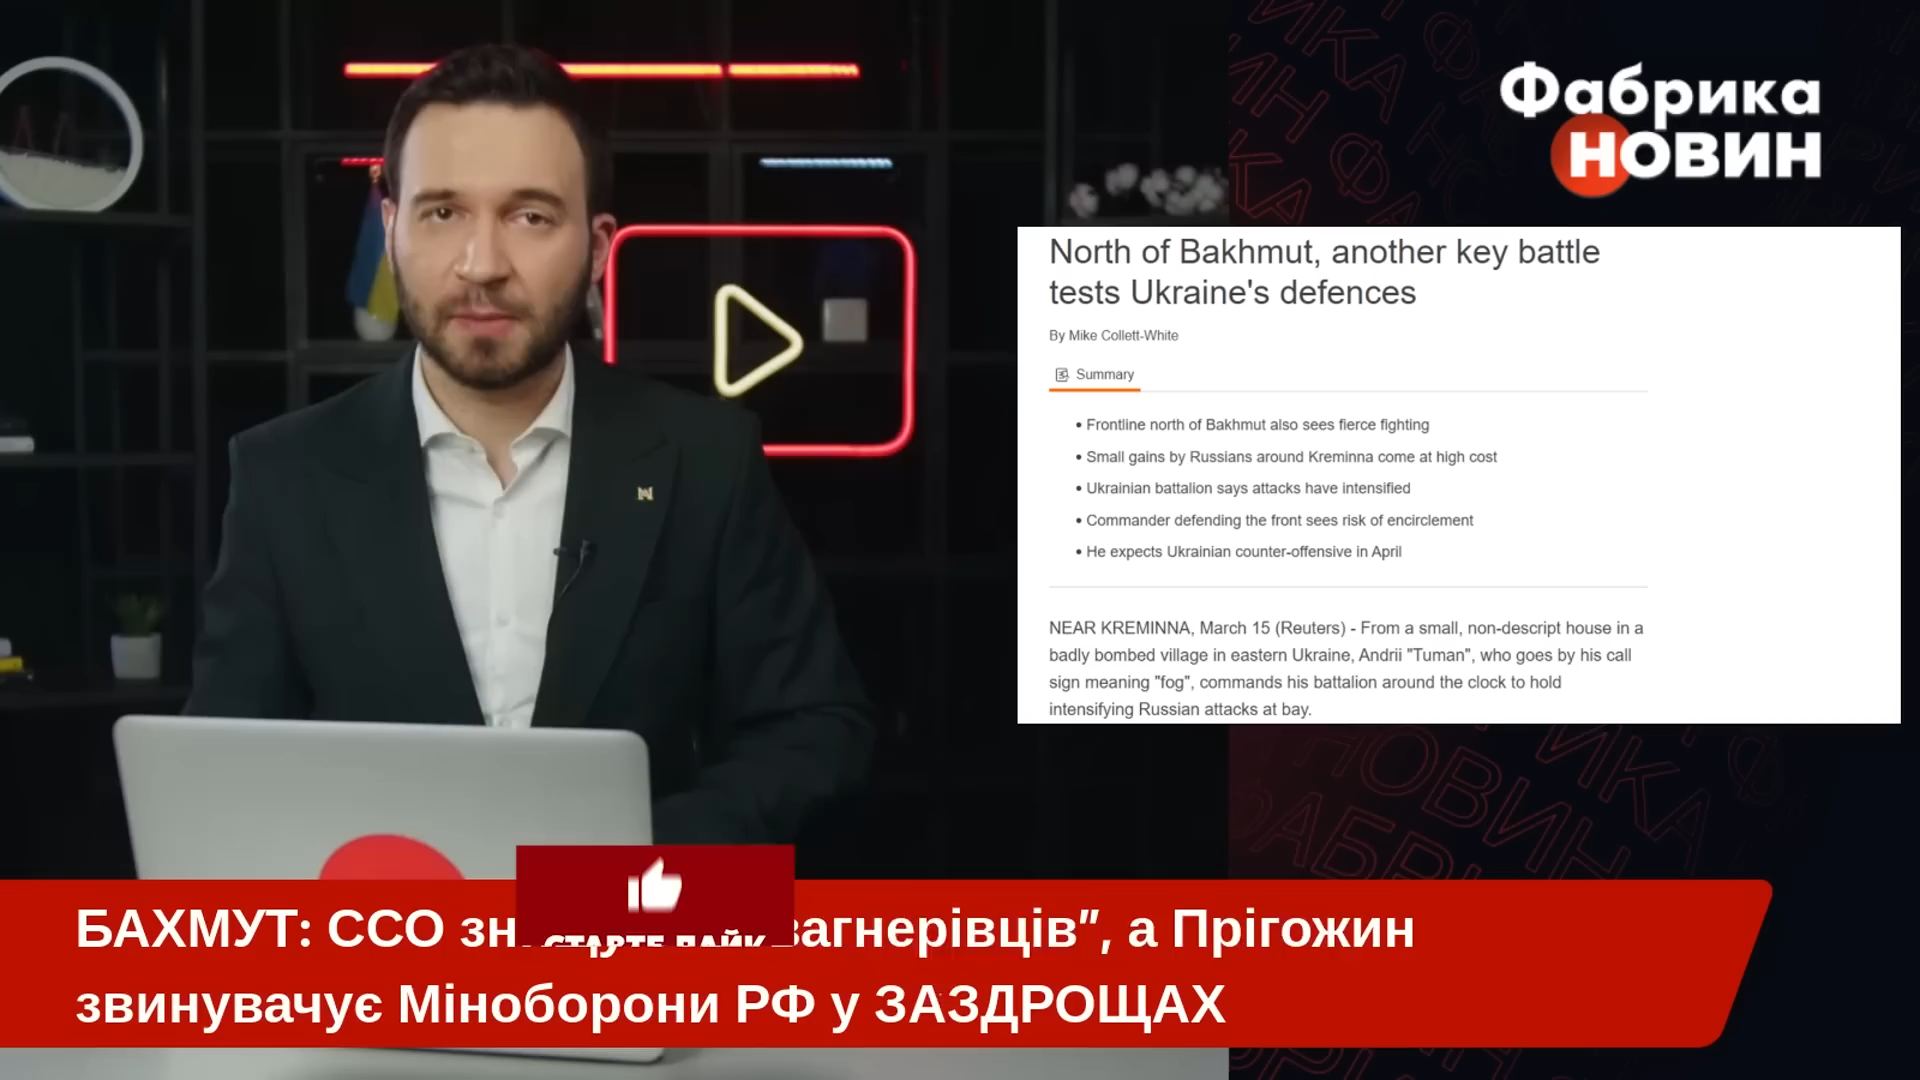 Фабрика
новин
North of Bakhmut, another key battle
tests Ukraine's defences
By Mike Collett-White
Summary
• Frontline north of Bakhmut also sees fierce fighting
• Small gains by Russians around Kreminna come at high cost
• Ukrainian battalion says attacks have intensified
• Commander defending the front sees risk of encirclement
• He expects Ukrainian counter-offensive in April
NEAR KREMINNA, March 15 (Reuters) - From a small, non-descript house in a
badly bombed village in eastern Ukraine, Andrii "Tuman", who goes by his call
sign meaning "fog", commands his battalion around the clock to hold
intensifying Russian attacks at bay.
БАХМУТ: ССО вагнерівців”, а Прігожин
звинувачує Міноборони РФ у ЗАЗДРОЩАХ